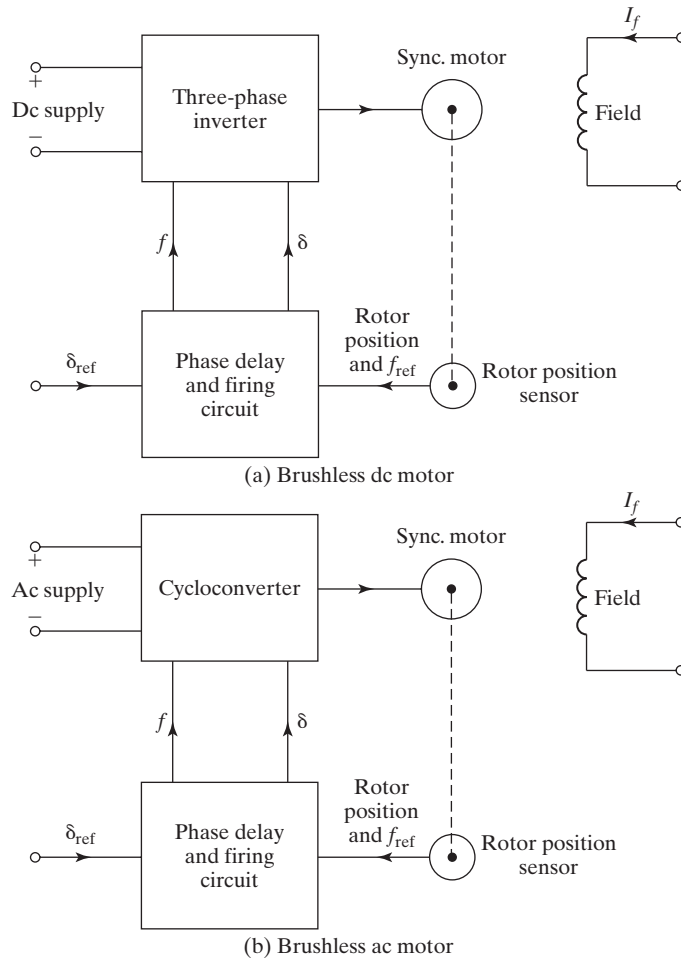 I_f
Sync. motor
+
Dc supply
−
Three-phase
inverter
Field
f
δ
δ_ref
Phase delay
and firing
circuit
Rotor
position
and f_ref
Rotor position
sensor
(a) Brushless dc motor
I_f
Sync. motor
+
Ac supply
−
Cycloconverter
Field
f
δ
δ_ref
Phase delay
and firing
circuit
Rotor
position
and f_ref
Rotor position
sensor
(b) Brushless ac motor